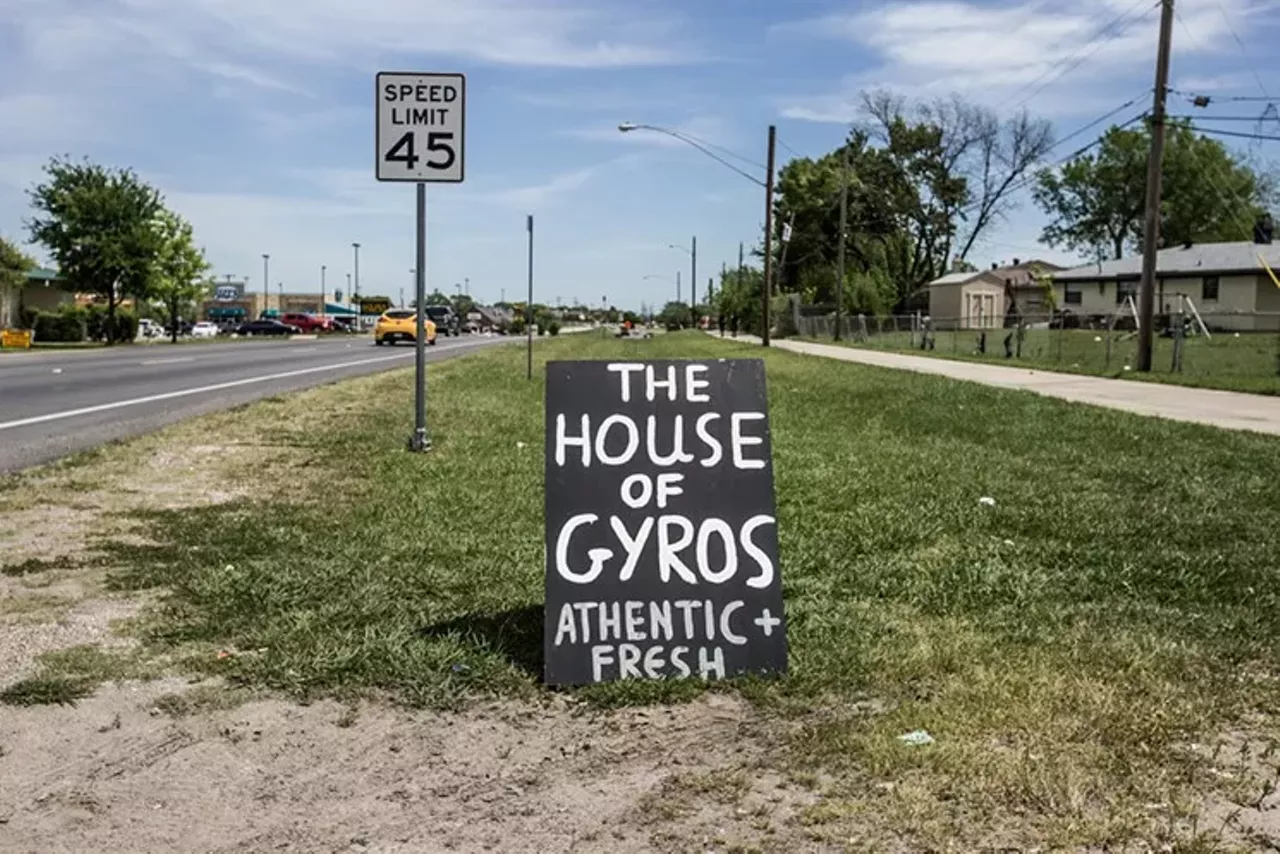 SPEED
LIMIT
45
THE
HOUSE
OF
GYROS
ATHENTIC +
FRESH